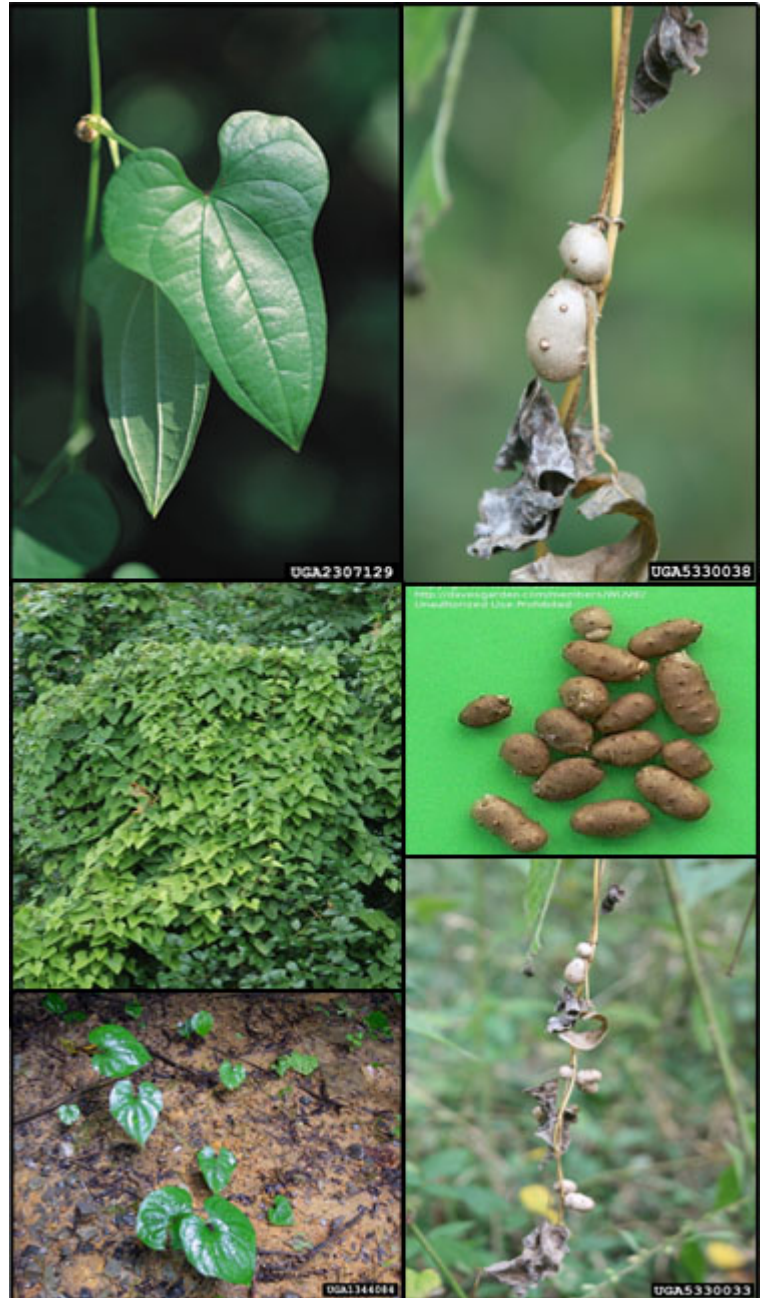 UGA2307129
UGA5330038
http://davesgarden.com/members/WUVIE/
Unauthorized Use Prohibited
UGA1344084
UGA5330033